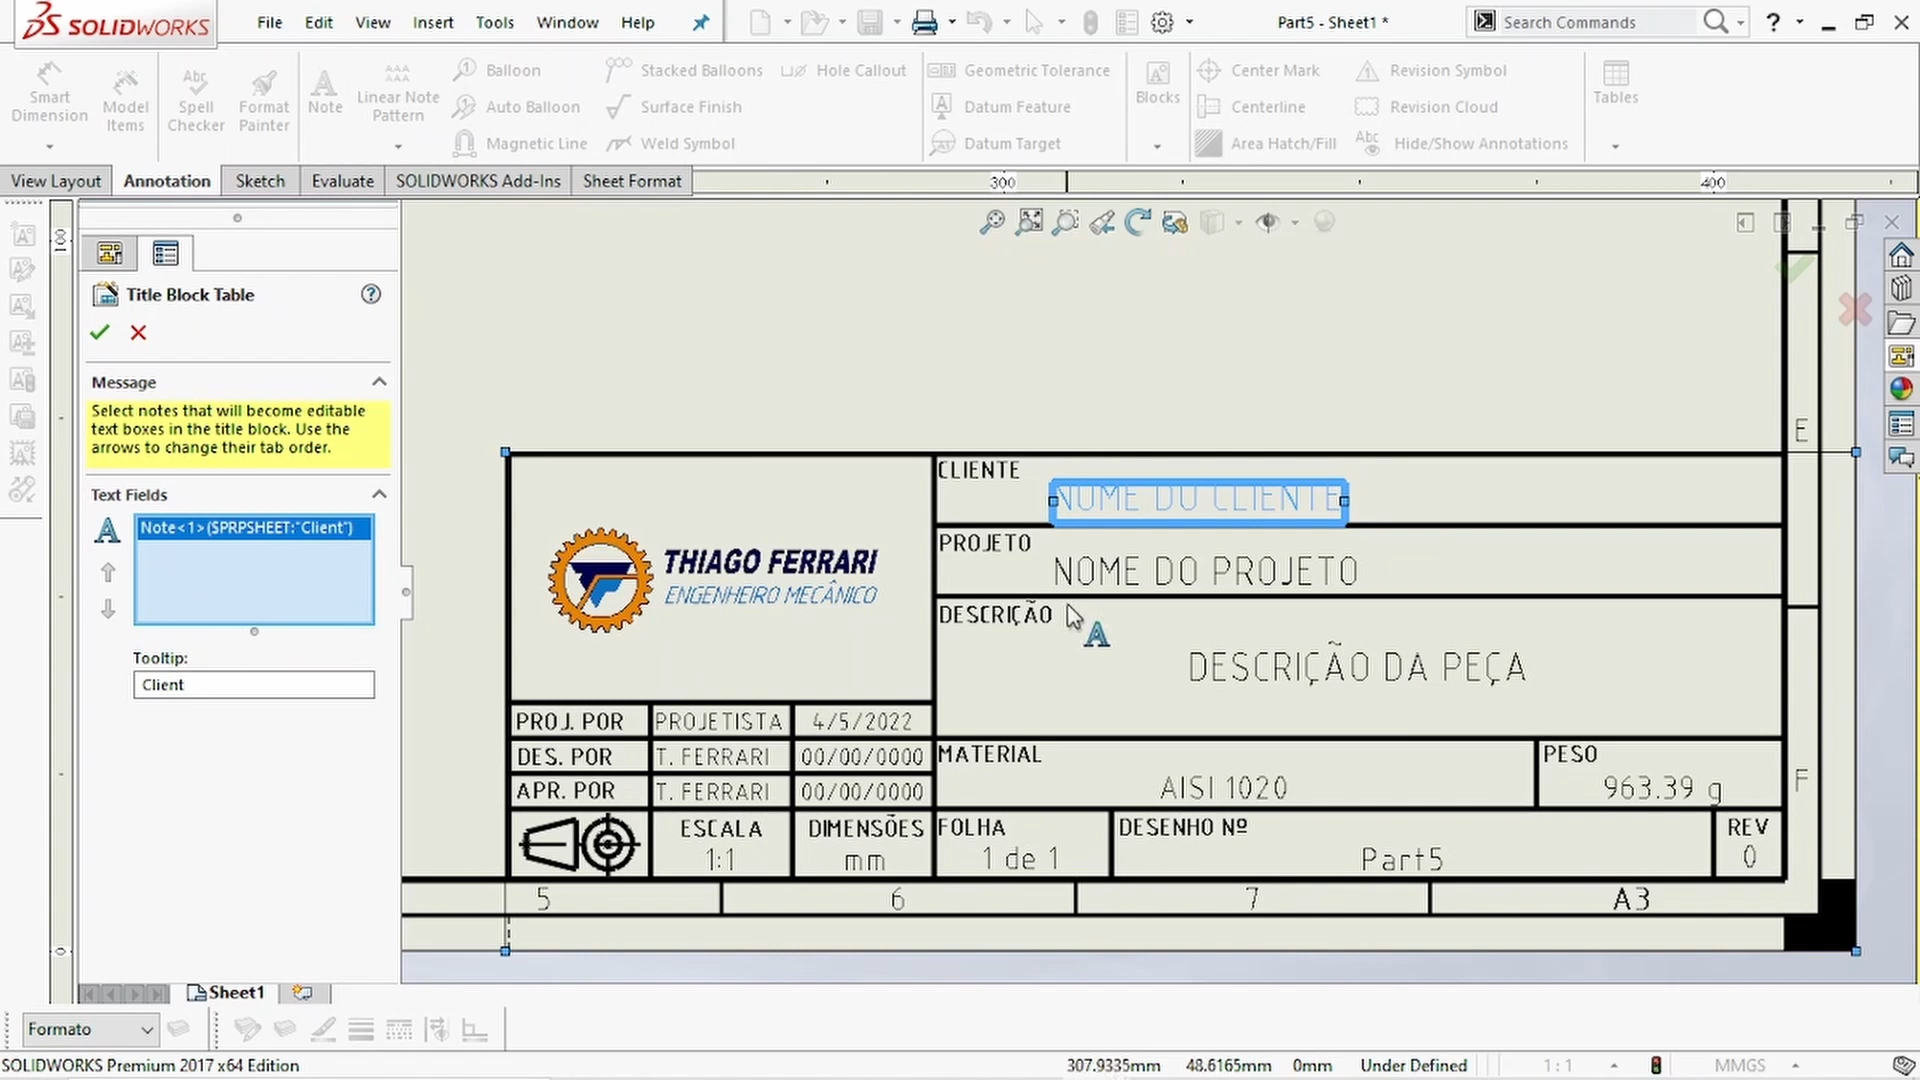 SOLIDWORKS
File Edit View Insert Tools Window Help
Part5 - Sheet1 *
Search Commands
Smart Dimension
Model Items
Spell Checker
Format Painter
Note
Linear Note Pattern
Balloon
Auto Balloon
Magnetic Line
Stacked Balloons
Surface Finish
Weld Symbol
Hole Callout
Geometric Tolerance
Datum Feature
Datum Target
Blocks
Center Mark
Centerline
Area Hatch/Fill
Revision Symbol
Revision Cloud
Hide/Show Annotations
Tables
View Layout Annotation Sketch Evaluate SOLIDWORKS Add-Ins Sheet Format
300 400
100
0
Title Block Table
Message
Select notes that will become editable
text boxes in the title block. Use the
arrows to change their tab order.
Text Fields
Note<1>($PRPSHEET:"Client")
Tooltip:
Client
THIAGO FERRARI
ENGENHEIRO MECÂNICO
CLIENTE
NOME DO CLIENTE
PROJETO
NOME DO PROJETO
DESCRIÇÃO
DESCRIÇÃO DA PEÇA
PROJ. POR PROJETISTA 4/5/2022
DES. POR T. FERRARI 00/00/0000
APR. POR T. FERRARI 00/00/0000
MATERIAL
AISI 1020
PESO
963.39 g
ESCALA
1:1
DIMENSÕES
mm
FOLHA
1 de 1
DESENHO Nº
Part5
REV
0
E
F
5 6 7 A3
Sheet1
Formato
SOLIDWORKS Premium 2017 x64 Edition
307.9335mm 48.6165mm 0mm Under Defined 1 : 1 MMGS